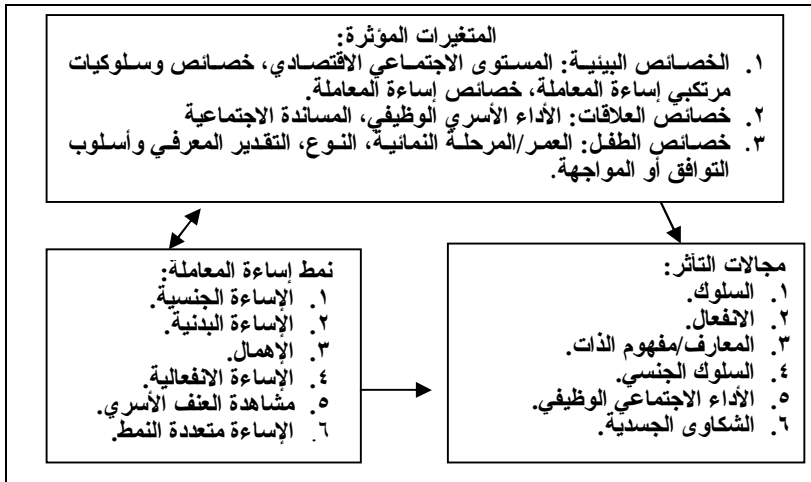 المتغيرات المؤثرة:
١. الخصائص البيئية: المستوى الاجتماعي الاقتصادي، خصائص وسلوكيات
مرتكبي إساءة المعاملة، خصائص إساءة المعاملة.
٢. خصائص العلاقات: الأداء الأسري الوظيفي، المساندة الاجتماعية
٣. خصائص الطفل: العمر/المرحلة النمائية، النوع، التقدير المعرفي وأسلوب
التوافق أو المواجهة.
نمط إساءة المعاملة:
١. الإساءة الجنسية.
٢. الإساءة البدنية.
٣. الإهمال.
٤. الإساءة الانفعالية.
٥. مشاهدة العنف الأسري.
٦. الإساءة متعددة النمط.
مجالات التأثر:
١. السلوك.
٢. الانفعال.
٣. المعارف/مفهوم الذات.
٤. السلوك الجنسي.
٥. الأداء الاجتماعي الوظيفي.
٦. الشكاوى الجسدية.